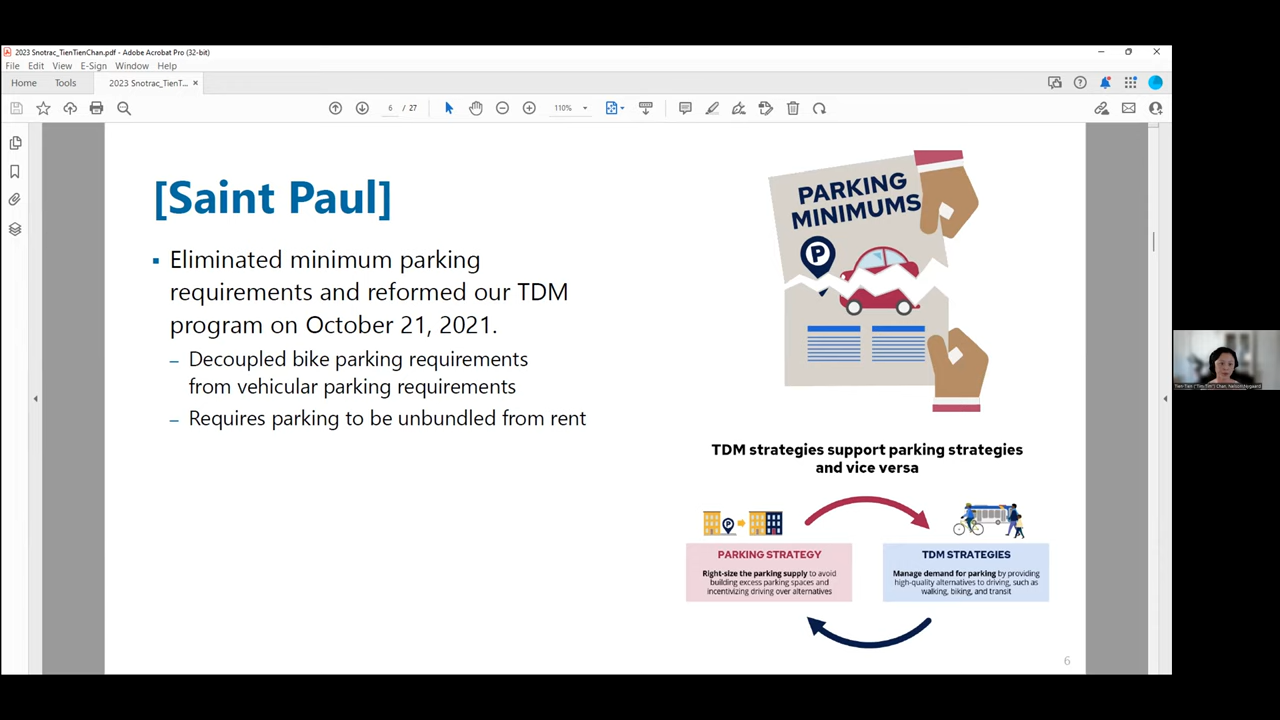 2023 Snotrac_TienTienChan.pdf - Adobe Acrobat Pro (32-bit)
File Edit View E-Sign Window Help
Home Tools 2023 Snotrac_TienT... ×
6 / 27 110%
[Saint Paul]
▪ Eliminated minimum parking
requirements and reformed our TDM
program on October 21, 2021.
– Decoupled bike parking requirements
from vehicular parking requirements
– Requires parking to be unbundled from rent
PARKING
MINIMUMS
P
TDM strategies support parking strategies
and vice versa
P
PARKING STRATEGY
Right-size the parking supply to avoid
building excess parking spaces and
incentivizing driving over alternatives
TDM STRATEGIES
Manage demand for parking by providing
high-quality alternatives to driving, such as
walking, biking, and transit
6